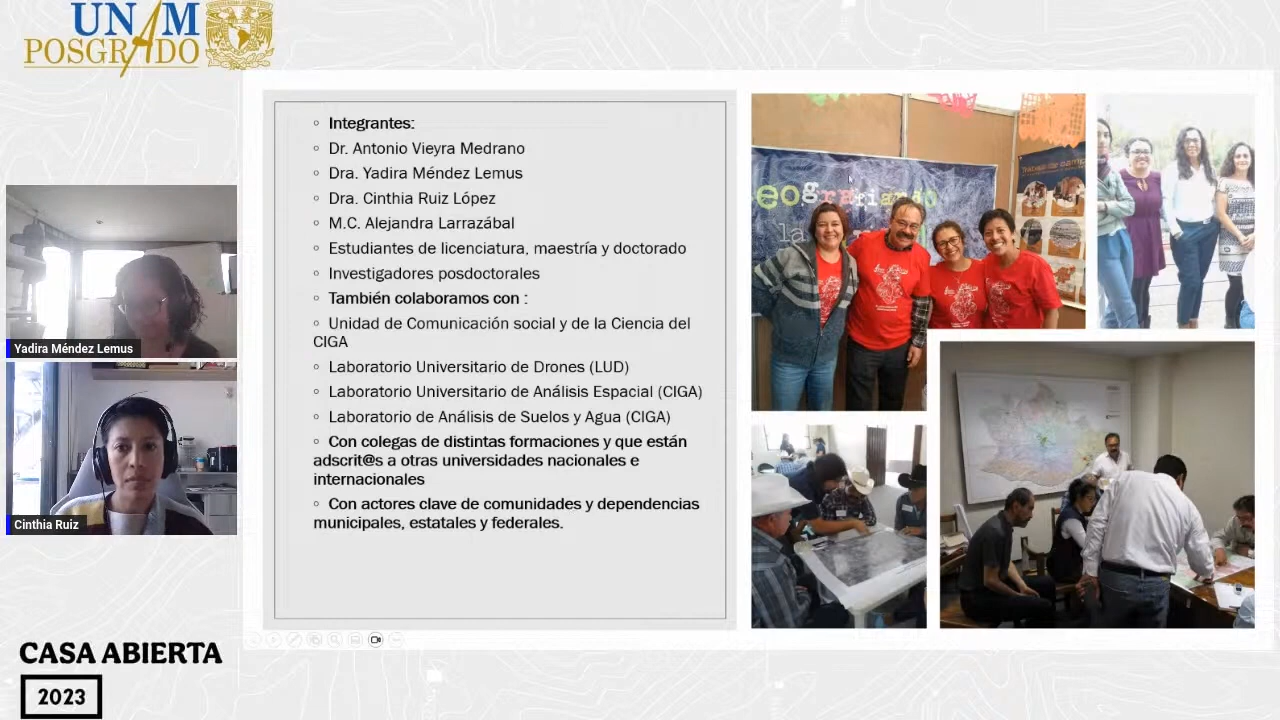 UNAM
POSGRADO
Integrantes:
Dr. Antonio Vieyra Medrano
Dra. Yadira Méndez Lemus
Dra. Cinthia Ruiz López
M.C. Alejandra Larrazábal
Estudiantes de licenciatura, maestría y doctorado
Investigadores posdoctorales
También colaboramos con :
Unidad de Comunicación social y de la Ciencia del
CIGA
Laboratorio Universitario de Drones (LUD)
Laboratorio Universitario de Análisis Espacial (CIGA)
Laboratorio de Análisis de Suelos y Agua (CIGA)
Con colegas de distintas formaciones y que están
adscrit@s a otras universidades nacionales e
internacionales
Con actores clave de comunidades y dependencias
municipales, estatales y federales.
eografiando
la
Yadira Méndez Lemus
Cinthia Ruiz
CASA ABIERTA
2023